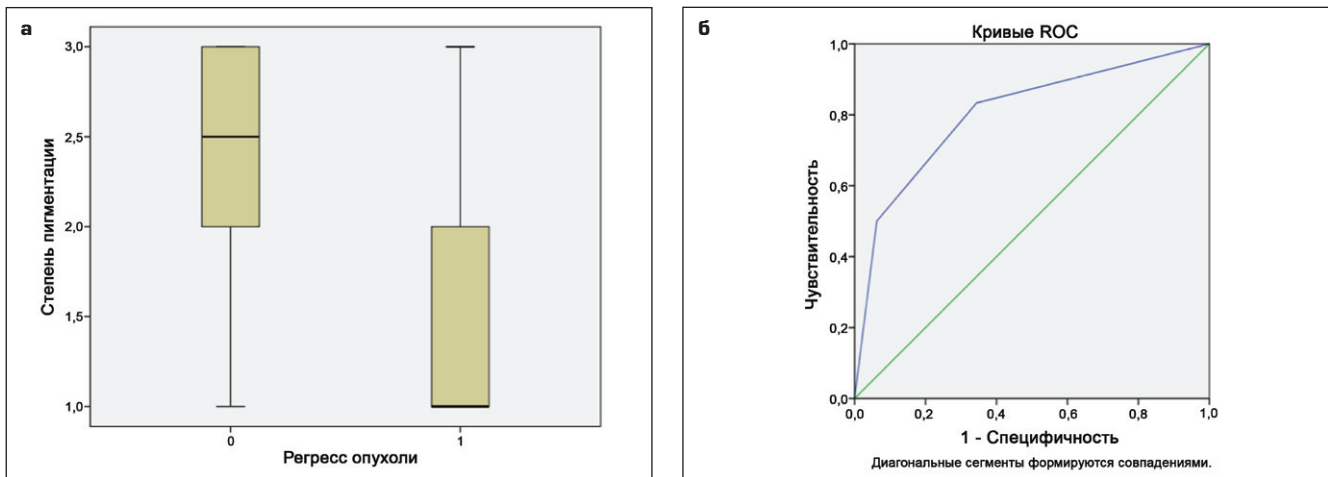 а
3,0
2,5
2,0
1,5
1,0
Степень пигментации
0 1
Регресс опухоли
б
Кривые ROC
1,0
0,8
0,6
0,4
0,2
0,0
Чувствительность
0,0 0,2 0,4 0,6 0,8 1,0
1 - Специфичность
Диагональные сегменты формируются совпадениями.